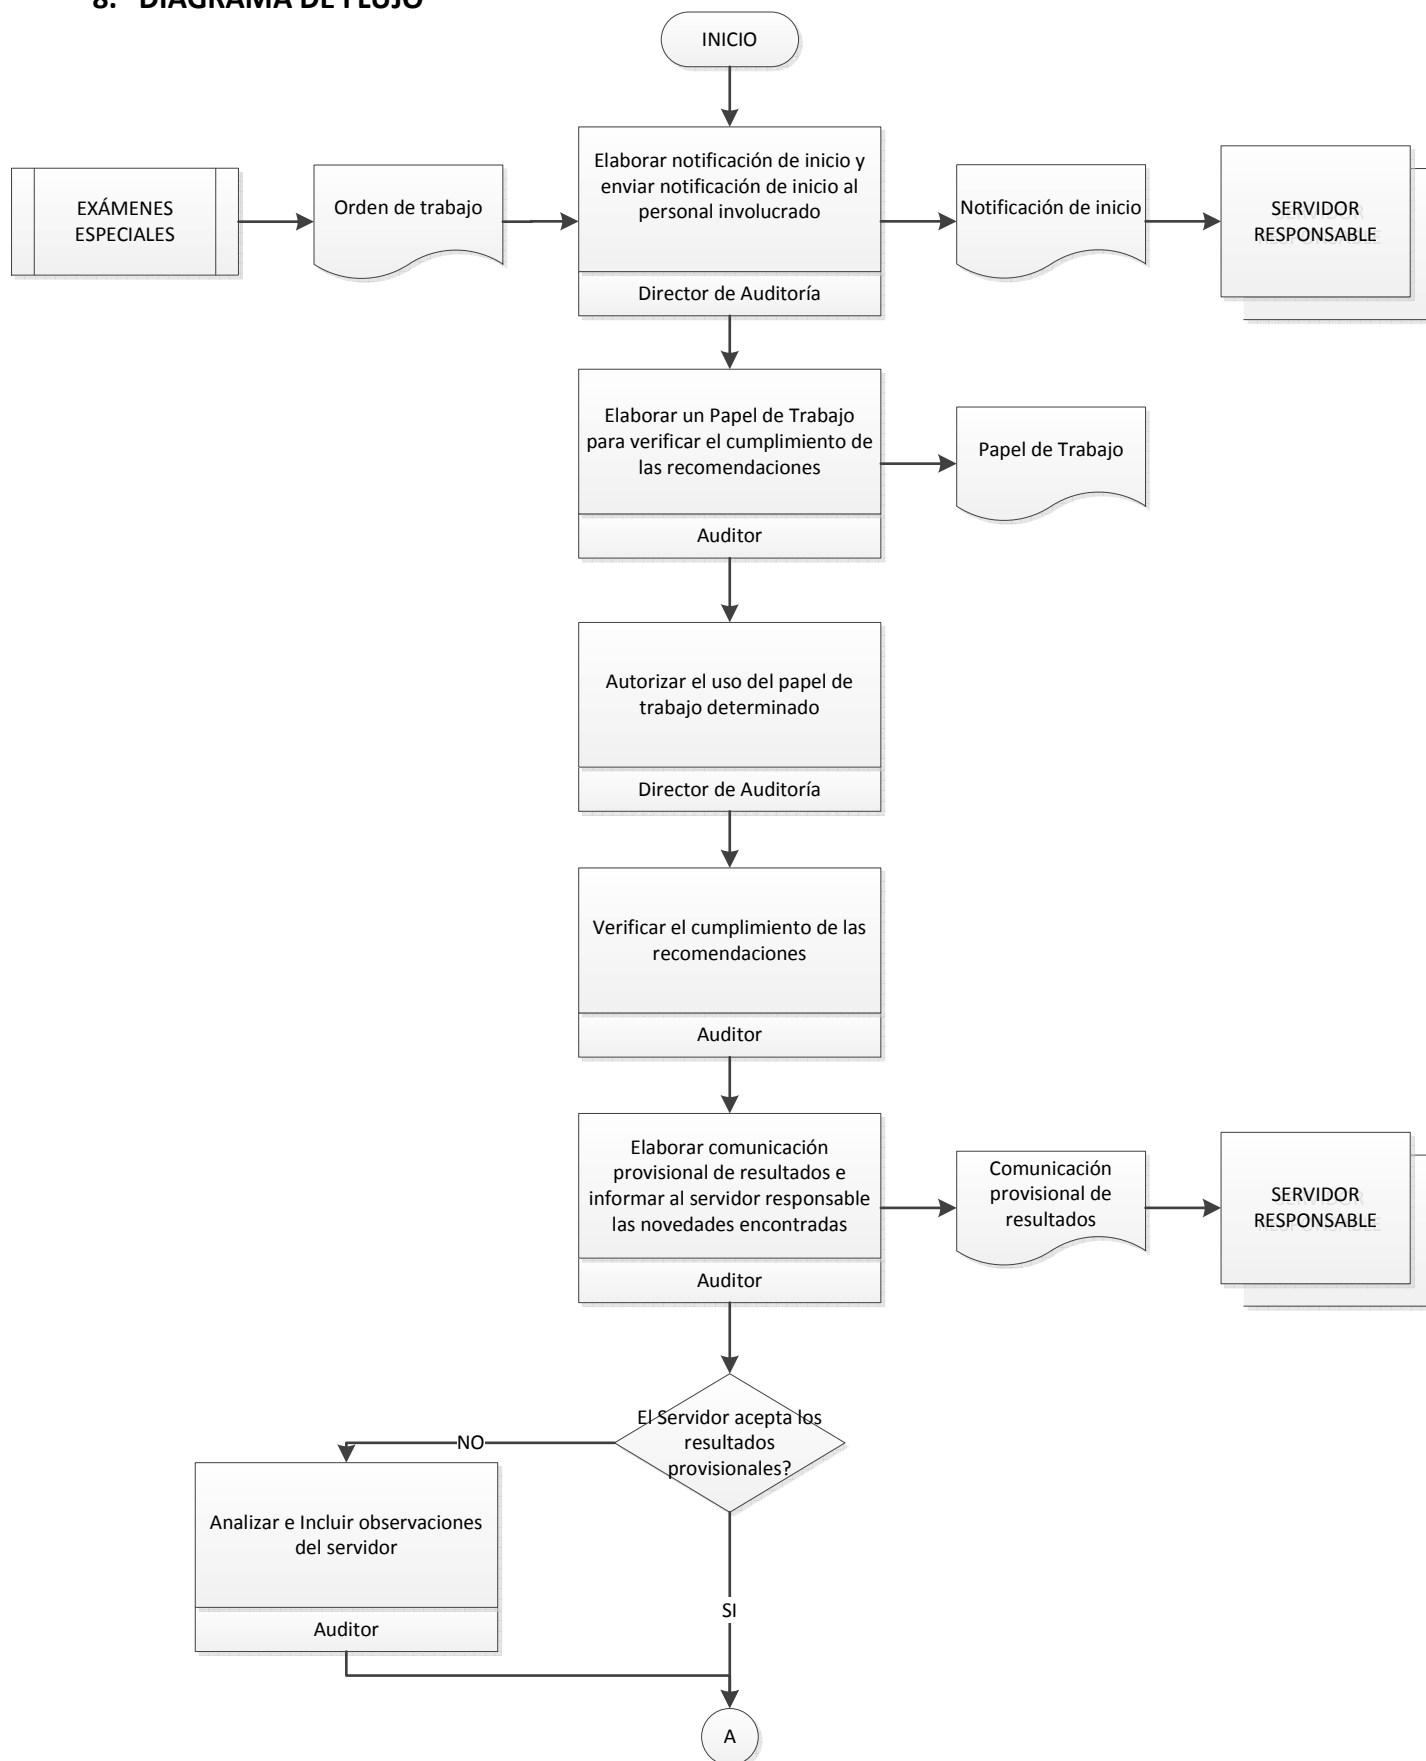 8. DIAGRAMA DE FLUJO
INICIO
EXÁMENES
ESPECIALES
Orden de trabajo
Elaborar notificación de inicio y
enviar notificación de inicio al
personal involucrado
Director de Auditoría
Notificación de inicio
SERVIDOR
RESPONSABLE
Elaborar un Papel de Trabajo
para verificar el cumplimiento de
las recomendaciones
Auditor
Papel de Trabajo
Autorizar el uso del papel de
trabajo determinado
Director de Auditoría
Verificar el cumplimiento de las
recomendaciones
Auditor
Elaborar comunicación
provisional de resultados e
informar al servidor responsable
las novedades encontradas
Auditor
Comunicación
provisional de
resultados
SERVIDOR
RESPONSABLE
El Servidor acepta los
resultados
provisionales?
NO
Analizar e Incluir observaciones
del servidor
Auditor
SI
A